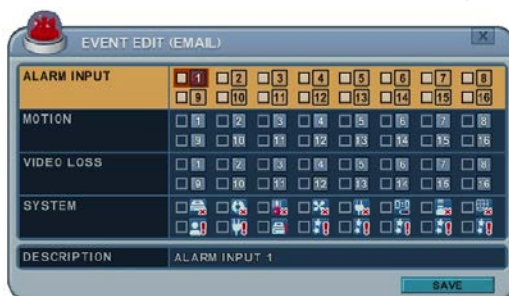 EVENT EDIT (EMAIL) X
ALARM INPUT 1 2 3 4 5 6 7 8
9 10 11 12 13 14 15 16
MOTION 1 2 3 4 5 6 7 8
9 10 11 12 13 14 15 16
VIDEO LOSS 1 2 3 4 5 6 7 8
9 10 11 12 13 14 15 16
SYSTEM
DESCRIPTION ALARM INPUT 1
SAVE